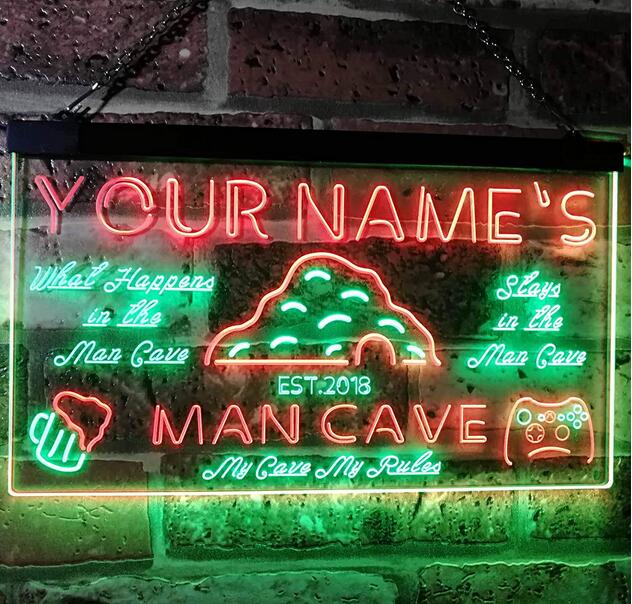 YOUR NAME'S
What Happens
in the
Man Cave
Stays
in the
Man Cave
EST.2018
MAN CAVE
My Cave My Rules